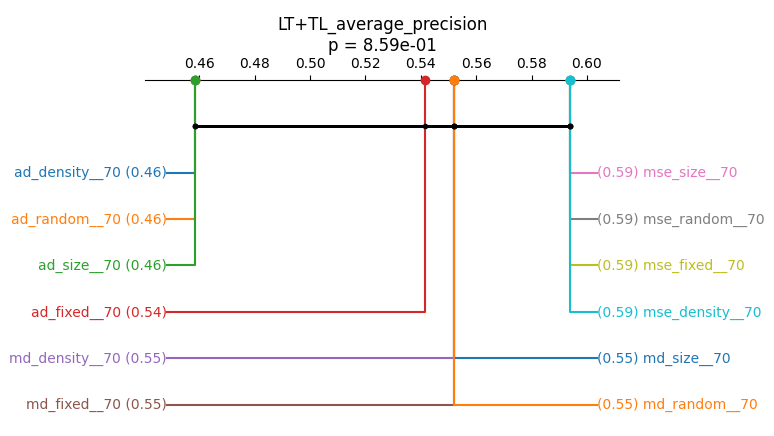 LT+TL_average_precision
p = 8.59e-01
0.46 0.48 0.50 0.52 0.54 0.56 0.58 0.60
ad_density__70 (0.46) (0.59) mse_size__70
ad_random__70 (0.46) (0.59) mse_random__70
ad_size__70 (0.46) (0.59) mse_fixed__70
ad_fixed__70 (0.54) (0.59) mse_density__70
md_density__70 (0.55) (0.55) md_size__70
md_fixed__70 (0.55) (0.55) md_random__70